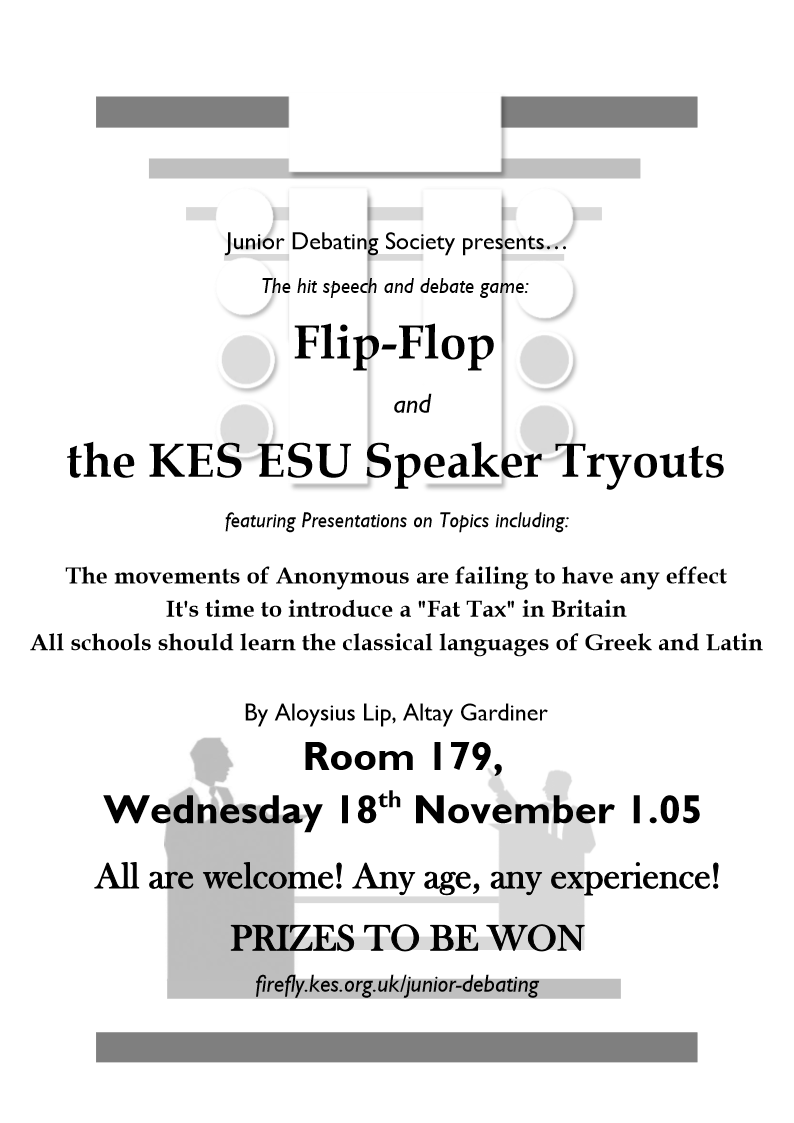 Junior Debating Society presents…
The hit speech and debate game:
Flip-Flop
and
the KES ESU Speaker Tryouts
featuring Presentations on Topics including:
The movements of Anonymous are failing to have any effect
It's time to introduce a "Fat Tax" in Britain
All schools should learn the classical languages of Greek and Latin
By Aloysius Lip, Altay Gardiner
Room 179,
Wednesday 18th November 1.05
All are welcome! Any age, any experience!
PRIZES TO BE WON
firefly.kes.org.uk/junior-debating